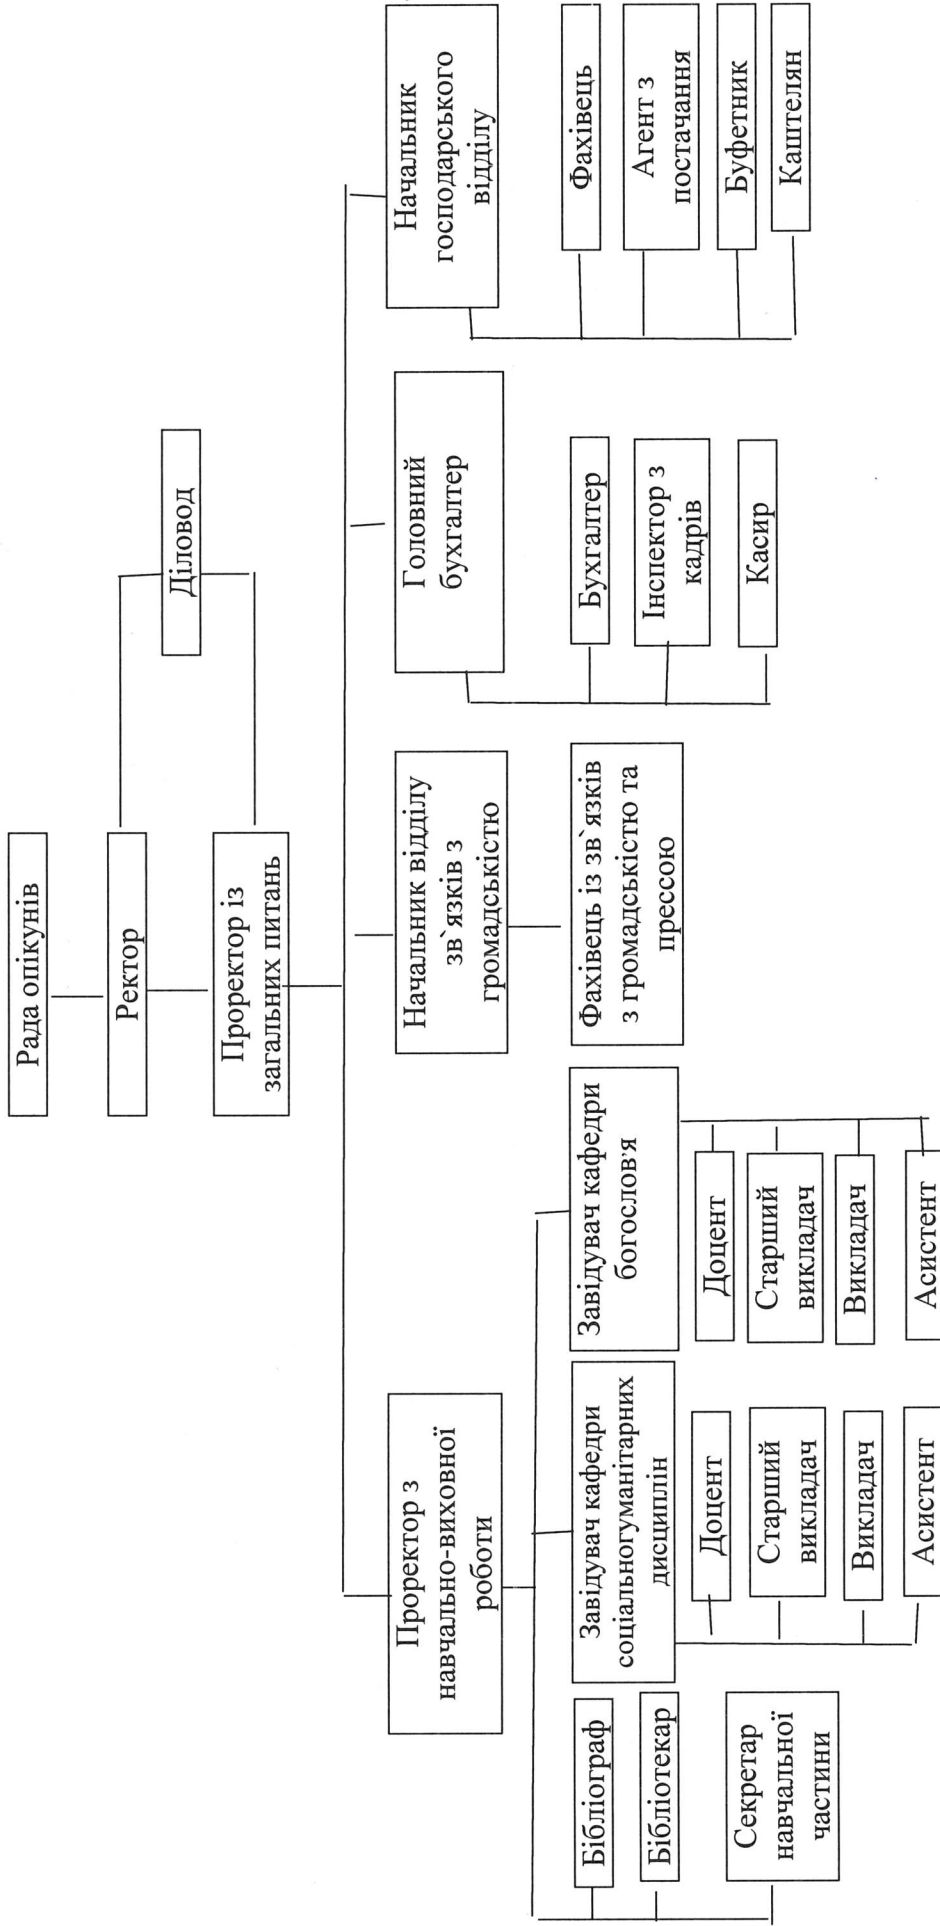 Рада опікунів
Ректор
Діловод
Проректор із
загальних питань
Проректор з
навчально-виховної
роботи
Начальник відділу
зв`язків з
громадськістю
Головний
бухгалтер
Начальник
господарського
відділу
Бібліограф
Бібліотекар
Секретар
навчальної
частини
Завідувач кафедри
соціальногуманітарних
дисциплін
Доцент
Старший
викладач
Викладач
Асистент
Завідувач кафедри
богослов'я
Доцент
Старший
викладач
Викладач
Асистент
Фахівець із зв`язків
з громадськістю та
прессою
Бухгалтер
Інспектор з
кадрів
Касир
Фахівець
Агент з
постачання
Буфетник
Каштелян